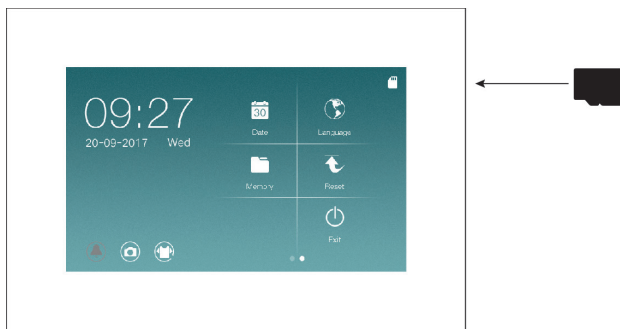 09:27
20-09-2017 Wed
30
Date
Language
Memory
Reset
Exit